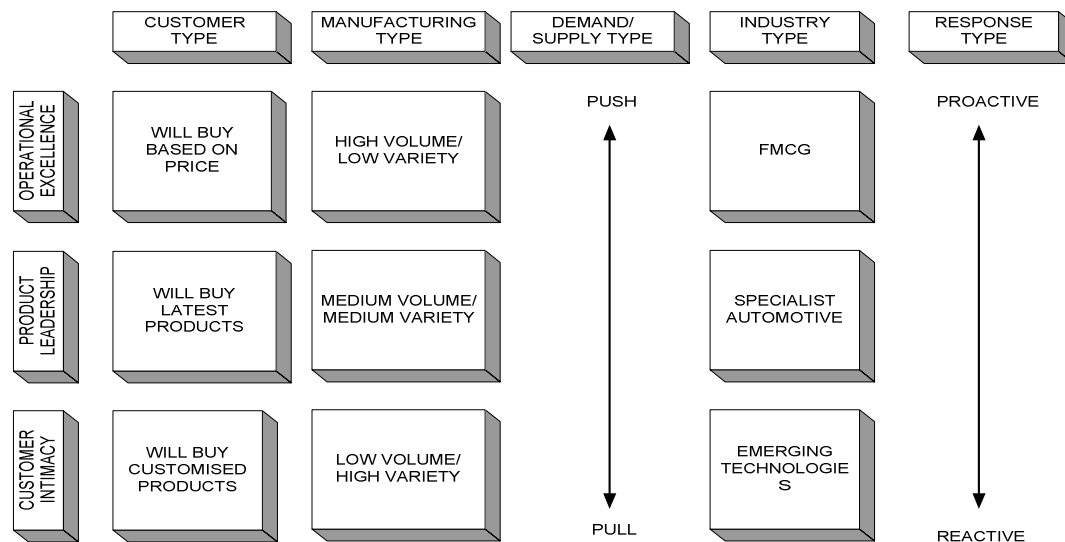 CUSTOMER
TYPE
MANUFACTURING
TYPE
DEMAND/
SUPPLY TYPE
INDUSTRY
TYPE
RESPONSE
TYPE
OPERATIONAL
EXCELLENCE
WILL BUY
BASED ON
PRICE
HIGH VOLUME/
LOW VARIETY
PUSH
FMCG
PROACTIVE
PRODUCT
LEADERSHIP
WILL BUY
LATEST
PRODUCTS
MEDIUM VOLUME/
MEDIUM VARIETY
SPECIALIST
AUTOMOTIVE
CUSTOMER
INTIMACY
WILL BUY
CUSTOMISED
PRODUCTS
LOW VOLUME/
HIGH VARIETY
PULL
EMERGING
TECHNOLOGIE
S
REACTIVE